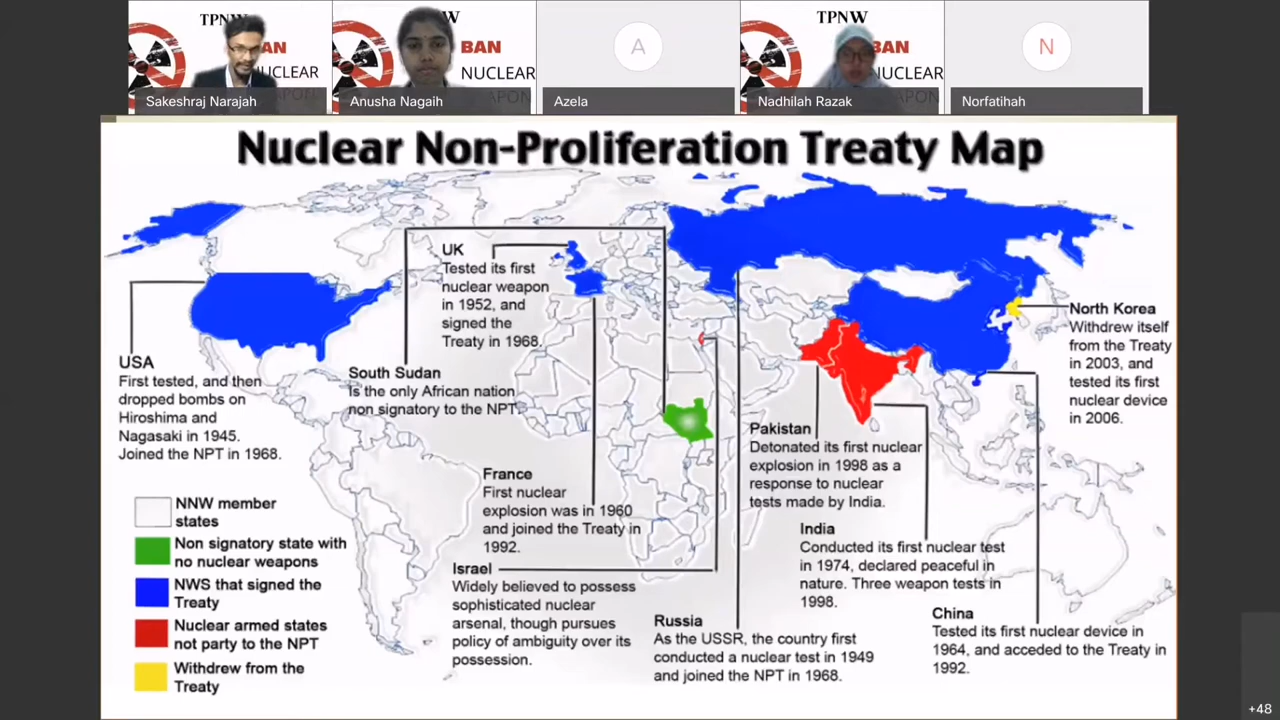 TPNW
BAN
NUCLEAR
Sakeshraj Narajah
BAN
NUCLEAR
Anusha Nagaih
A
Azela
TPNW
BAN
NUCLEAR
Nadhilah Razak
N
Norfatihah
Nuclear Non-Proliferation Treaty Map
UK
Tested its first
nuclear weapon
in 1952, and
signed the
Treaty in 1968.
North Korea
Withdrew itself
from the Treaty
in 2003, and
tested its first
nuclear device
in 2006.
USA
First tested, and then
dropped bombs on
Hiroshima and
Nagasaki in 1945.
Joined the NPT in 1968.
South Sudan
Is the only African nation
non signatory to the NPT.
Pakistan
Detonated its first nuclear
explosion in 1998 as a
response to nuclear
tests made by India.
France
First nuclear
explosion was in 1960
and joined the Treaty in
1992.
India
Conducted its first nuclear test
in 1974, declared peaceful in
nature. Three weapon tests in
1998.
Israel
Widely believed to possess
sophisticated nuclear
arsenal, though pursues
policy of ambiguity over its
possession.
Russia
As the USSR, the country first
conducted a nuclear test in 1949
and joined the NPT in 1968.
China
Tested its first nuclear device in
1964, and acceded to the Treaty in
1992.
NNW member
states
Non signatory state with
no nuclear weapons
NWS that signed the
Treaty
Nuclear armed states
not party to the NPT
Withdrew from the
Treaty
+48